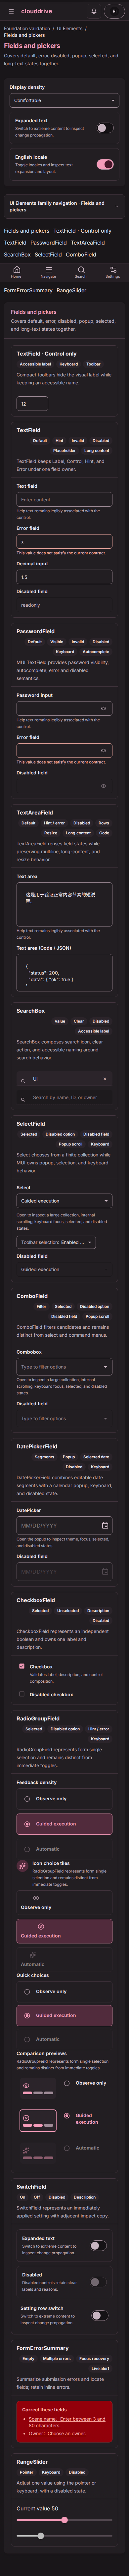 clouddrive
Foundation validation / UI Elements /
Fields and pickers
Fields and pickers
Covers default, error, disabled, popup, selected, and long-text states together.
Display density
Comfortable
Expanded text
Switch to extreme content to inspect change propagation.
English locale
Toggle locale and inspect text expansion and layout.
UI Elements family navigation · Fields and pickers
Fields and pickers TextField · Control only
TextField PasswordField TextAreaField
SearchBox SelectField ComboField
Home Navigate Search Settings
FormErrorSummary RangeSlider
Fields and pickers
Covers default, error, disabled, popup, selected, and long-text states together.
TextField · Control only
Accessible label Keyboard Toolbar
Compact toolbars hide the visual label while keeping an accessible name.
12
TextField
Default Hint Invalid Disabled
Placeholder Long content
TextField keeps Label, Control, Hint, and Error under one field owner.
Text field
Enter content
Help text remains legibly associated with the control.
Error field
x
This value does not satisfy the current contract.
Decimal input
1.5
Disabled field
readonly
PasswordField
Default Visible Invalid Disabled
Keyboard Autocomplete
MUI TextField provides password visibility, autocomplete, error and disabled semantics.
Password input
Help text remains legibly associated with the control.
Error field
This value does not satisfy the current contract.
Disabled field
TextAreaField
Default Hint / error Disabled Rows
Resize Long content Code
TextAreaField reuses field states while preserving multiline, long-content, and resize behavior.
Text area
这是用于验证正常内容节奏的短说明。
Help text remains legibly associated with the control.
Text area (Code / JSON)
{
"status": 200,
"data": { "ok": true }
SearchBox
Value Clear Disabled
Accessible label
SearchBox composes search icon, clear action, and accessible naming around search behavior.
UI
Search by name, ID, or owner
SelectField
Selected Disabled option Disabled field
Popup scroll Keyboard
Select chooses from a finite collection while MUI owns popup, selection, and keyboard behavior.
Select
Guided execution
Open to inspect a large collection, internal scrolling, keyboard focus, selected, and disabled states.
Toolbar selection: Enabled ...
Disabled field
Guided execution
ComboField
Filter Selected Disabled option
Disabled field Popup scroll
ComboField filters candidates and remains distinct from select and command menus.
Combobox
Type to filter options
Open to inspect a large collection, internal scrolling, keyboard focus, selected, and disabled states.
Disabled field
Type to filter options
DatePickerField
Segments Popup Selected date
Disabled Keyboard
DatePickerField combines editable date segments with a calendar popup, keyboard, and disabled state.
DatePicker
MM/DD/YYYY
Open the popup to inspect theme, focus, selected, and disabled states.
Disabled field
MM/DD/YYYY
CheckboxField
Selected Unselected Description
Disabled
CheckboxField represents an independent boolean and owns one label and description.
Checkbox
Validates label, description, and control composition.
Disabled checkbox
RadioGroupField
Selected Disabled option Hint / error
Keyboard
RadioGroupField represents form single selection and remains distinct from immediate toggles.
Feedback density
Observe only
Guided execution
Automatic
Icon choice tiles
RadioGroupField represents form single selection and remains distinct from immediate toggles.
Observe only
Guided execution
Automatic
Quick choices
Observe only
Guided execution
Automatic
Comparison previews
RadioGroupField represents form single selection and remains distinct from immediate toggles.
Observe only
Guided execution
Automatic
SwitchField
On Off Disabled Description
SwitchField represents an immediately applied setting with adjacent impact copy.
Expanded text
Switch to extreme content to inspect change propagation.
Disabled
Disabled controls retain clear labels and reasons.
Setting row switch
Switch to extreme content to inspect change propagation.
FormErrorSummary
Empty Multiple errors Focus recovery
Live alert
Summarize submission errors and locate fields; retain inline errors.
Correct these fields
Scene name: Enter between 3 and 80 characters.
Owner: Choose an owner.
RangeSlider
Pointer Keyboard Disabled
Adjust one value using the pointer or keyboard, with a disabled state.
Current value 50